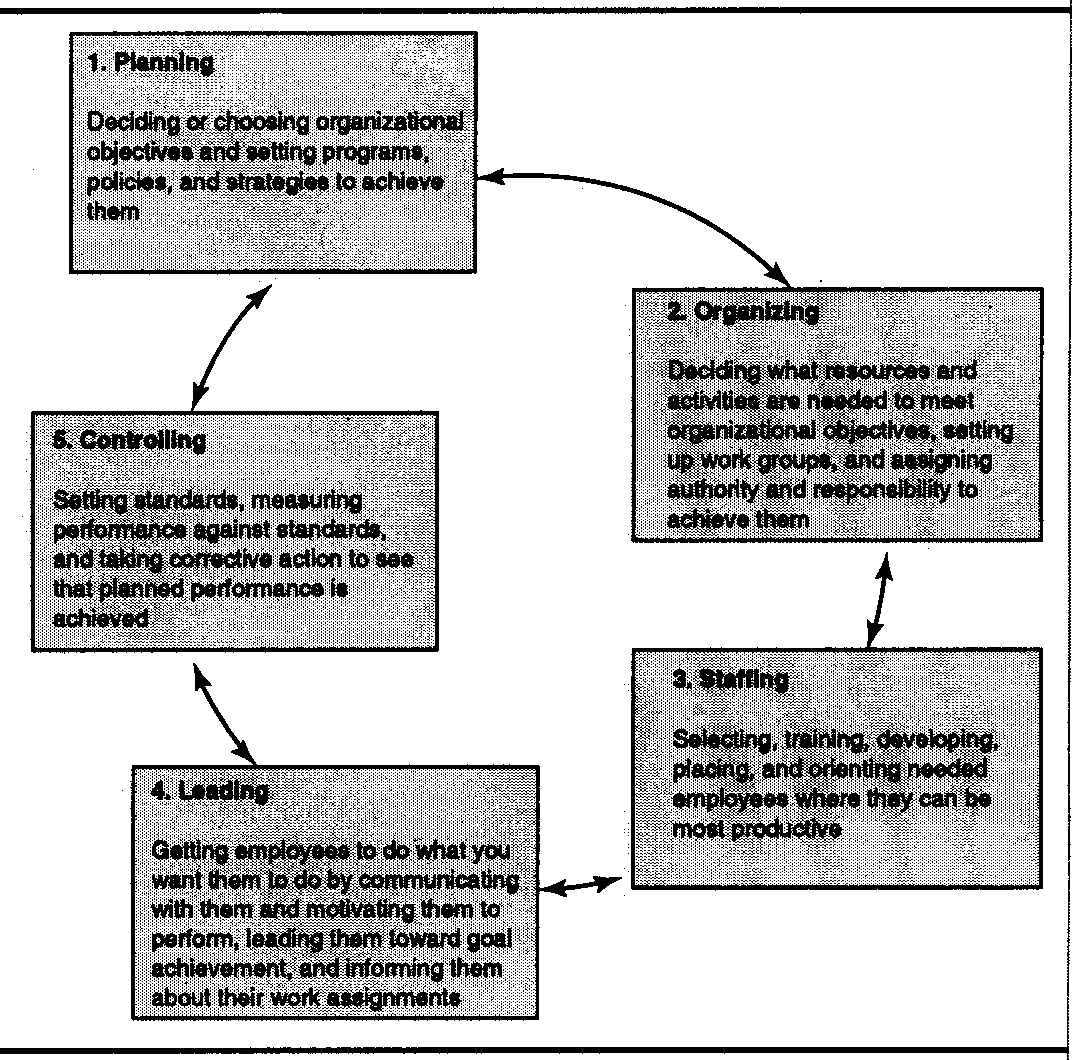 1. Planning
Deciding or choosing organizational
objectives and setting programs,
policies, and strategies to achieve
them
2. Organizing
Deciding what resources and
activities are needed to meet
organizational objectives, setting
up work groups, and assigning
authority and responsibility to
achieve them
3. Staffing
Selecting, training, developing,
placing, and orienting needed
employees where they can be
most productive
4. Leading
Getting employees to do what you
want them to do by communicating
with them and motivating them to
perform, leading them toward goal
achievement, and informing them
about their work assignments
5. Controlling
Setting standards, measuring
performance against standards,
and taking corrective action to see
that planned performance is
achieved